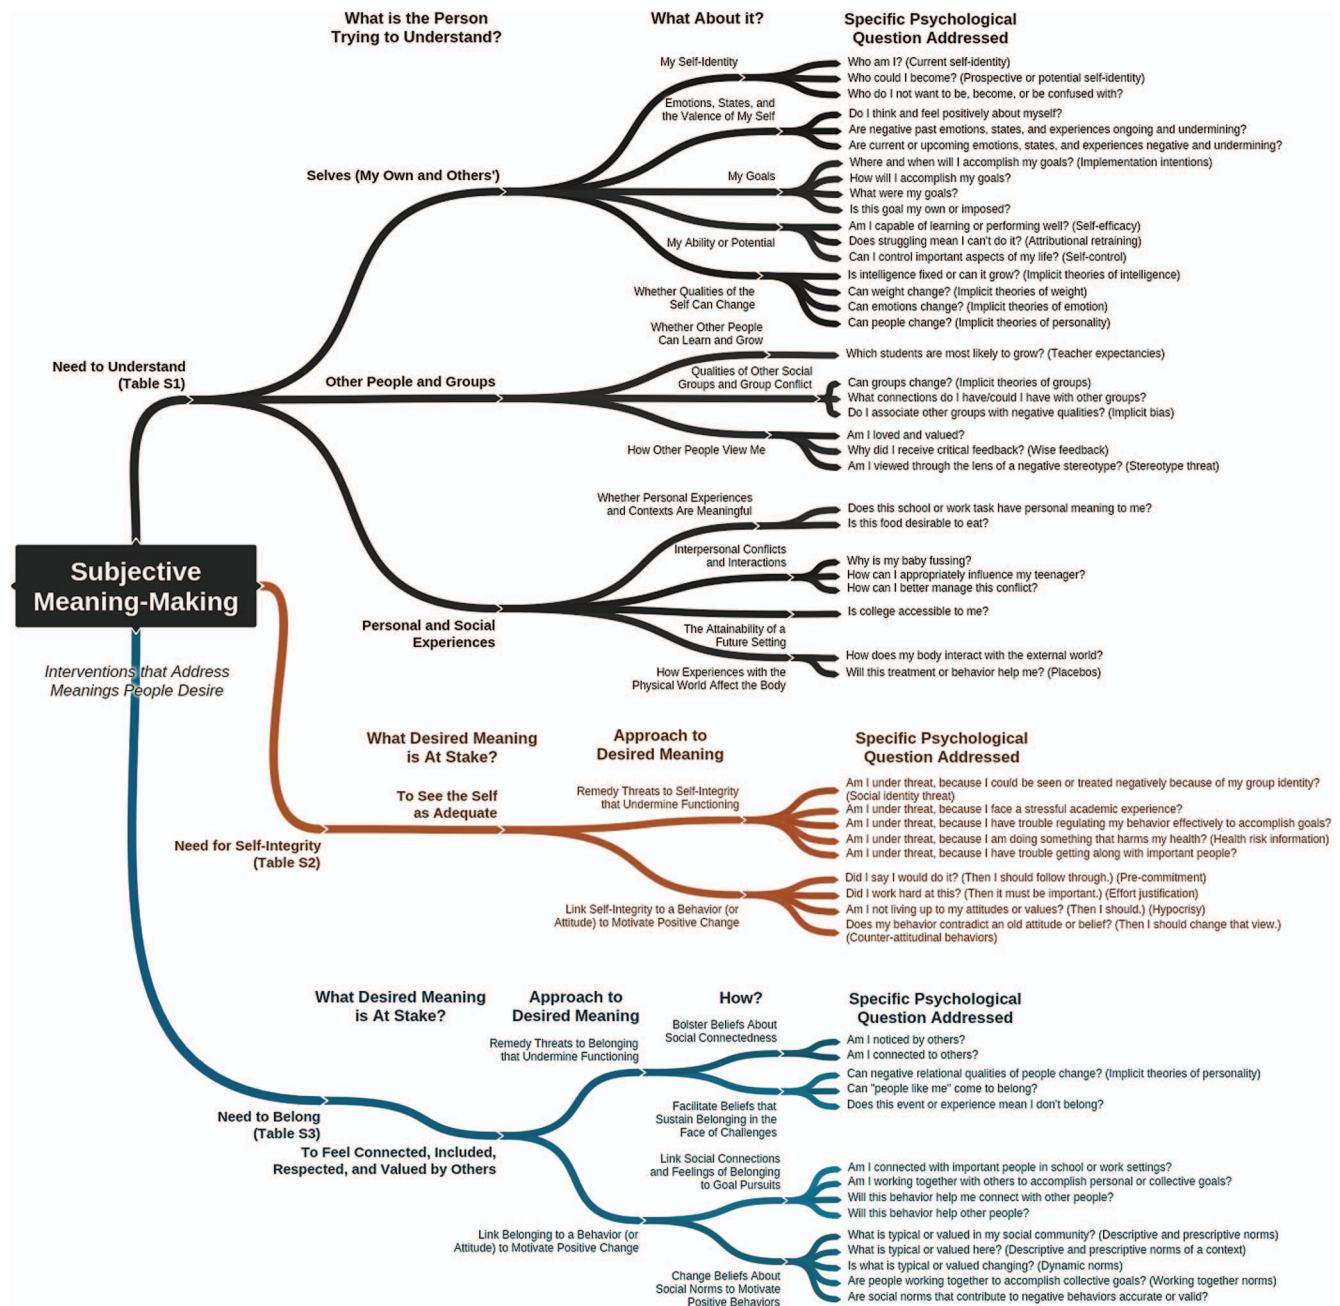 What is the Person
Trying to Understand?
What About it?
Specific Psychological
Question Addressed
My Self-Identity
Who am I? (Current self-identity)
Who could I become? (Prospective or potential self-identity)
Who do I not want to be, become, or be confused with?
Emotions, States, and
the Valence of My Self
Do I think and feel positively about myself?
Are negative past emotions, states, and experiences ongoing and undermining?
Are current or upcoming emotions, states, and experiences negative and undermining?
Selves (My Own and Others')
My Goals
Where and when will I accomplish my goals? (Implementation intentions)
How will I accomplish my goals?
What were my goals?
Is this goal my own or imposed?
My Ability or Potential
Am I capable of learning or performing well? (Self-efficacy)
Does struggling mean I can't do it? (Attributional retraining)
Can I control important aspects of my life? (Self-control)
Whether Qualities of the
Self Can Change
Is intelligence fixed or can it grow? (Implicit theories of intelligence)
Can weight change? (Implicit theories of weight)
Can emotions change? (Implicit theories of emotion)
Can people change? (Implicit theories of personality)
Need to Understand
(Table S1)
Other People and Groups
Whether Other People
Can Learn and Grow
Which students are most likely to grow? (Teacher expectancies)
Qualities of Other Social
Groups and Group Conflict
Can groups change? (Implicit theories of groups)
What connections do I have/could I have with other groups?
Do I associate other groups with negative qualities? (Implicit bias)
How Other People View Me
Am I loved and valued?
Why did I receive critical feedback? (Wise feedback)
Am I viewed through the lens of a negative stereotype? (Stereotype threat)
Whether Personal Experiences
and Contexts Are Meaningful
Does this school or work task have personal meaning to me?
Is this food desirable to eat?
Interpersonal Conflicts
and Interactions
Why is my baby fussing?
How can I appropriately influence my teenager?
How can I better manage this conflict?
Personal and Social
Experiences
The Attainability of a
Future Setting
Is college accessible to me?
How Experiences with the
Physical World Affect the Body
How does my body interact with the external world?
Will this treatment or behavior help me? (Placebos)
Subjective
Meaning-Making
Interventions that Address
Meanings People Desire
What Desired Meaning
is At Stake?
Approach to
Desired Meaning
Specific Psychological
Question Addressed
Need for Self-Integrity
(Table S2)
To See the Self
as Adequate
Remedy Threats to Self-Integrity
that Undermine Functioning
Am I under threat, because I could be seen or treated negatively because of my group identity?
(Social identity threat)
Am I under threat, because I face a stressful academic experience?
Am I under threat, because I have trouble regulating my behavior effectively to accomplish goals?
Am I under threat, because I am doing something that harms my health? (Health risk information)
Am I under threat, because I have trouble getting along with important people?
Link Self-Integrity to a Behavior (or
Attitude) to Motivate Positive Change
Did I say I would do it? (Then I should follow through.) (Pre-commitment)
Did I work hard at this? (Then it must be important.) (Effort justification)
Am I not living up to my attitudes or values? (Then I should.) (Hypocrisy)
Does my behavior contradict an old attitude or belief? (Then I should change that view.)
(Counter-attitudinal behaviors)
What Desired Meaning
is At Stake?
Approach to
Desired Meaning
How?
Specific Psychological
Question Addressed
Need to Belong
(Table S3)
To Feel Connected, Included,
Respected, and Valued by Others
Remedy Threats to Belonging
that Undermine Functioning
Bolster Beliefs About
Social Connectedness
Am I noticed by others?
Am I connected to others?
Facilitate Beliefs that
Sustain Belonging in the
Face of Challenges
Can negative relational qualities of people change? (Implicit theories of personality)
Can "people like me" come to belong?
Does this event or experience mean I don't belong?
Link Belonging to a Behavior (or
Attitude) to Motivate Positive Change
Link Social Connections
and Feelings of Belonging
to Goal Pursuits
Am I connected with important people in school or work settings?
Am I working together with others to accomplish personal or collective goals?
Will this behavior help me connect with other people?
Will this behavior help other people?
Change Beliefs About
Social Norms to Motivate
Positive Behaviors
What is typical or valued in my social community? (Descriptive and prescriptive norms)
What is typical or valued here? (Descriptive and prescriptive norms of a context)
Is what is typical or valued changing? (Dynamic norms)
Are people working together to accomplish collective goals? (Working together norms)
Are social norms that contribute to negative behaviors accurate or valid?